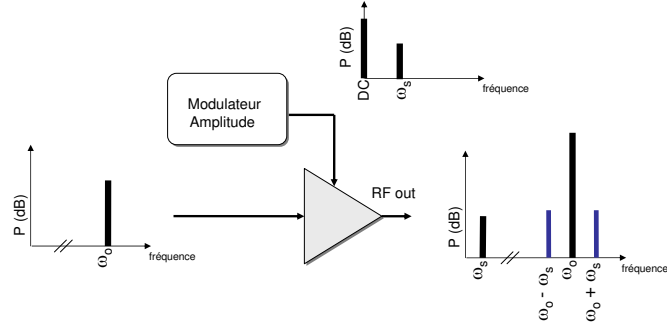 P (dB)
DC
ωs
fréquence
Modulateur
Amplitude
P (dB)
ωo
fréquence
RF out
P (dB)
ωs
ωo - ωs
ωo
ωo + ωs
fréquence